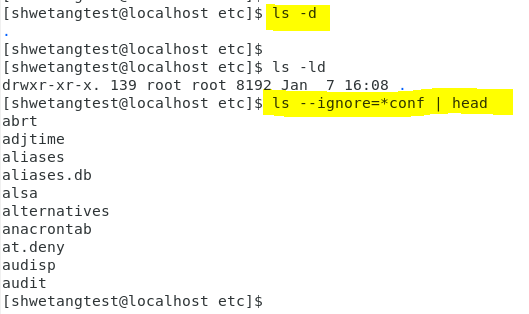 [shwetangtest@localhost etc]$ ls -d
.
[shwetangtest@localhost etc]$
[shwetangtest@localhost etc]$ ls -ld
drwxr-xr-x. 139 root root 8192 Jan  7 16:08 .
[shwetangtest@localhost etc]$ ls --ignore=*conf | head
abrt
adjtime
aliases
aliases.db
alsa
alternatives
anacrontab
at.deny
audisp
audit
[shwetangtest@localhost etc]$